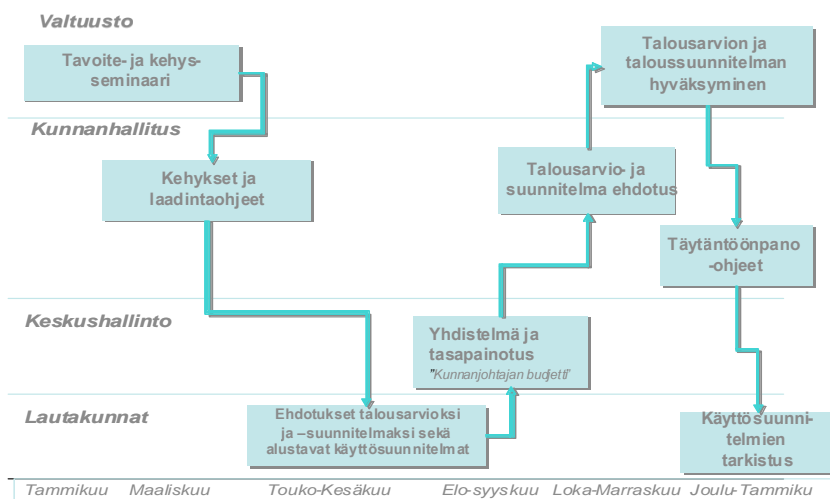 Valtuusto
Tavoite- ja kehys-
seminaari
Talousarvion ja
taloussuunnitelman
hyväksyminen
Kunnanhallitus
Kehykset ja
laadintaohjeet
Talousarvio- ja
suunnitelma ehdotus
Täytäntöönpano
-ohjeet
Keskushallinto
Yhdistelmä ja
tasapainotus
"Kunnanjohtajan budjetti"
Lautakunnat
Ehdotukset talousarvioksi
ja –suunnitelmaksi sekä
alustavat käyttösuunnitelmat
Käyttösuunni-
telmien
tarkistus
Tammikuu Maaliskuu Touko-Kesäkuu Elo-syyskuu Loka-Marraskuu Joulu-Tammiku